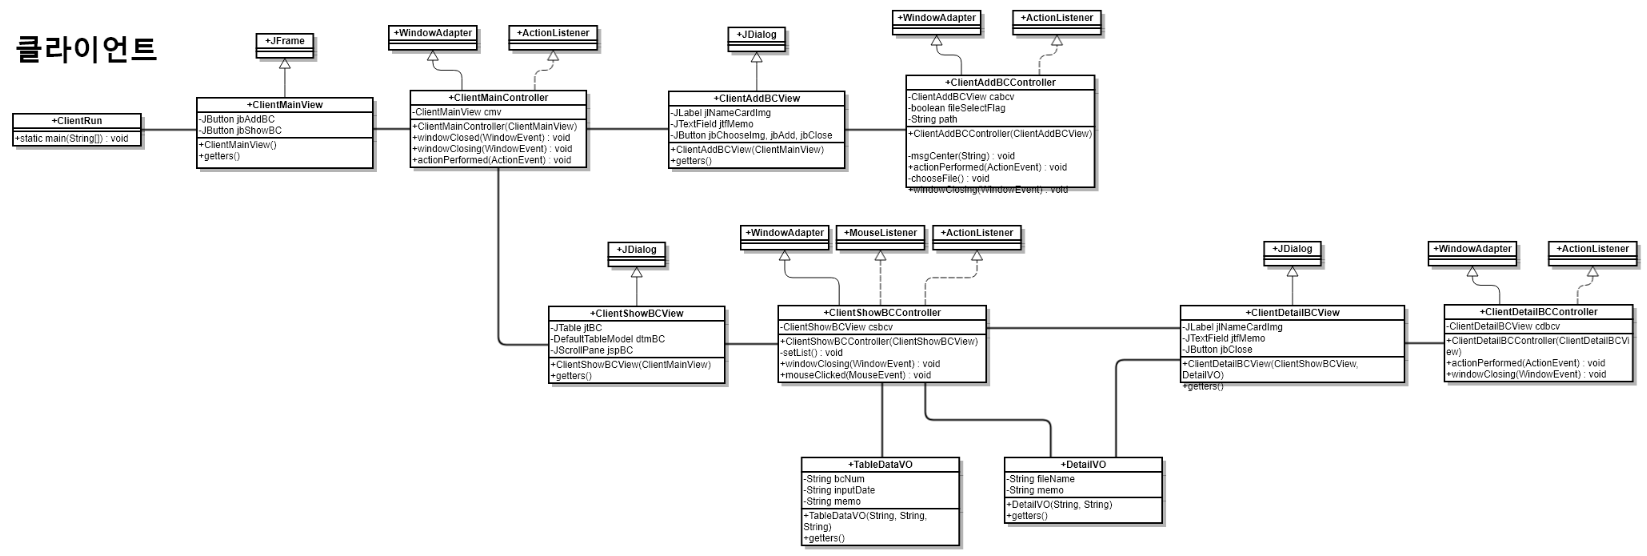 클라이언트
+JFrame
+WindowAdapter
+ActionListener
+JDialog
+WindowAdapter
+ActionListener
+ClientRun
+static main(String[]) : void
+ClientMainView
-JButton jbAddBC
-JButton jbShowBC
+ClientMainView()
+getters()
+ClientMainController
-ClientMainView cmv
+ClientMainController(ClientMainView)
+windowClosed(WindowEvent) : void
+windowClosing(WindowEvent) : void
+actionPerformed(ActionEvent) : void
+ClientAddBCView
-JLabel jlNameCardImg
-JTextField jtfMemo
-JButton jbChooseImg, jbAdd, jbClose
+ClientAddBCView(ClientMainView)
+getters()
+ClientAddBCController
-ClientAddBCView cabcv
-boolean fileSelectFlag
-String path
+ClientAddBCController(ClientAddBCView)
-msgCenter(String) : void
+actionPerformed(ActionEvent) : void
-chooseFile() : void
+windowClosing(WindowEvent) : void
+JDialog
+WindowAdapter
+MouseListener
+ActionListener
+JDialog
+WindowAdapter
+ActionListener
+ClientShowBCView
-JTable jtBC
-DefaultTableModel dtmBC
-JScrollPane jspBC
+ClientShowBCView(ClientMainView)
+getters()
+ClientShowBCController
-ClientShowBCView csbcv
+ClientShowBCController(ClientShowBCView)
-setList() : void
+windowClosing(WindowEvent) : void
+mouseClicked(MouseEvent) : void
+ClientDetailBCView
-JLabel jlNameCardImg
-JTextField jtfMemo
-JButton jbClose
+ClientDetailBCView(ClientShowBCView,
DetailVO)
+getters()
+ClientDetailBCController
-ClientDetailBCView cdbcv
+ClientDetailBCController(ClientDetailBCVi
ew)
+actionPerformed(ActionEvent) : void
+windowClosing(WindowEvent) : void
+TableDataVO
-String bcNum
-String inputDate
-String memo
+TableDataVO(String, String,
String)
+getters()
+DetailVO
-String fileName
-String memo
+DetailVO(String, String)
+getters()